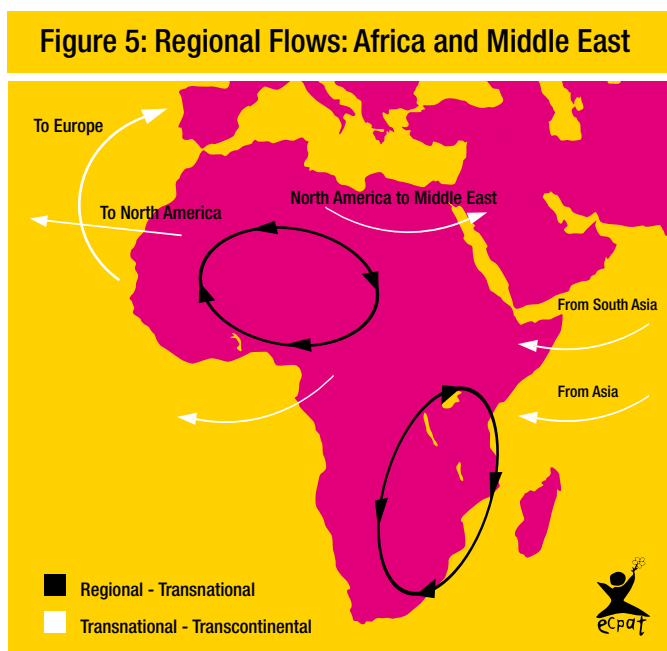 Figure 5: Regional Flows: Africa and Middle East
To Europe
To North America
North America to Middle East
From South Asia
From Asia
Regional - Transnational
Transnational - Transcontinental
eCpat